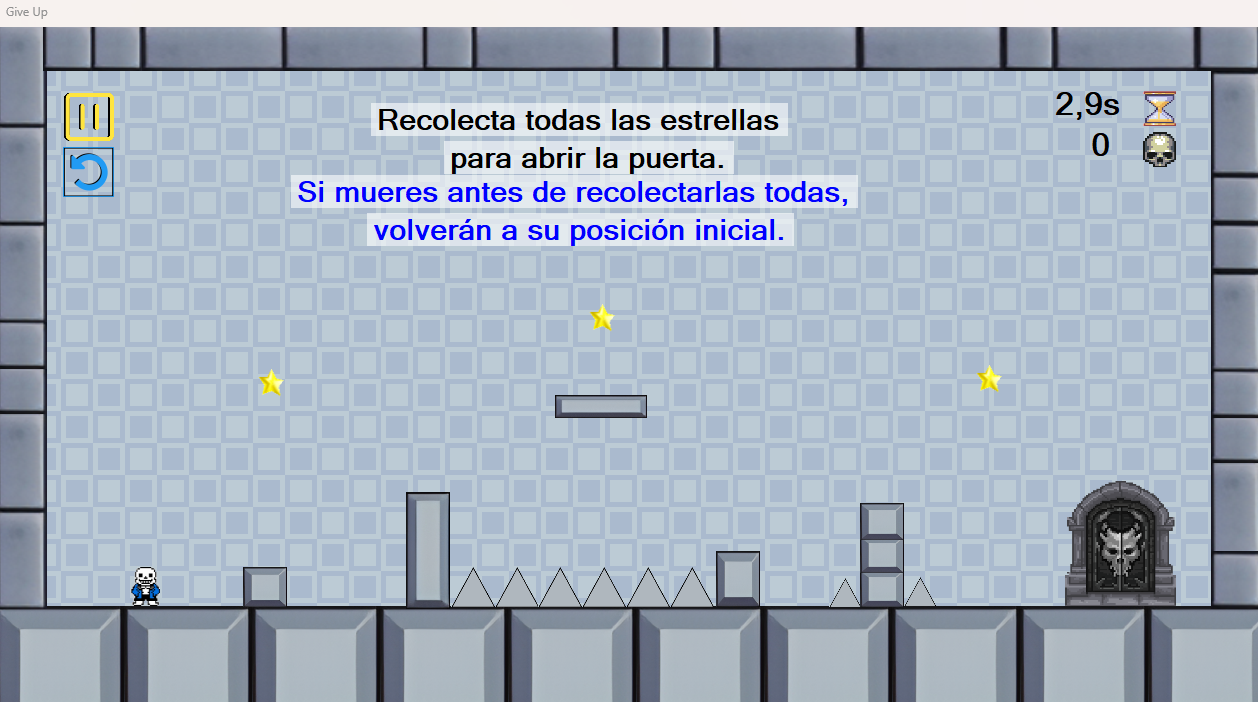 Give Up
2,9s
0
Recolecta todas las estrellas
para abrir la puerta.
Si mueres antes de recolectarlas todas,
volverán a su posición inicial.